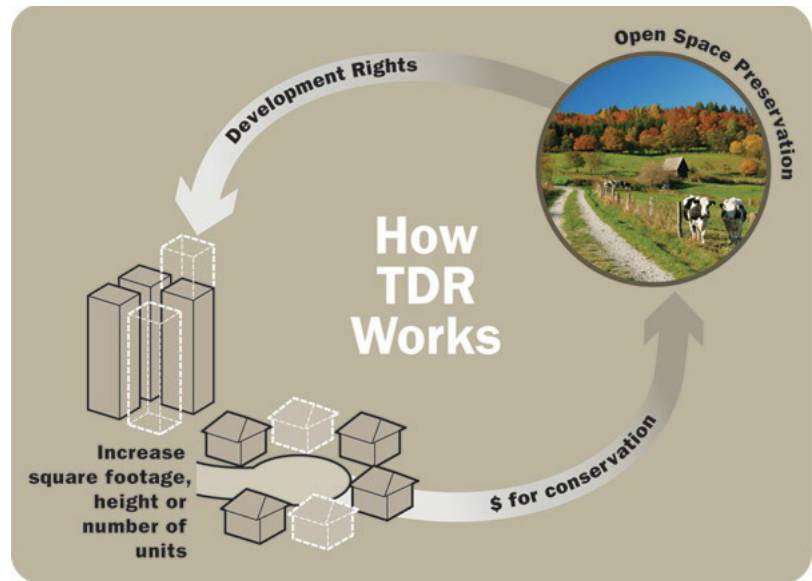 Open Space Preservation
Development Rights
How
TDR
Works
Increase
square footage,
height or
number of
units
$ for conservation